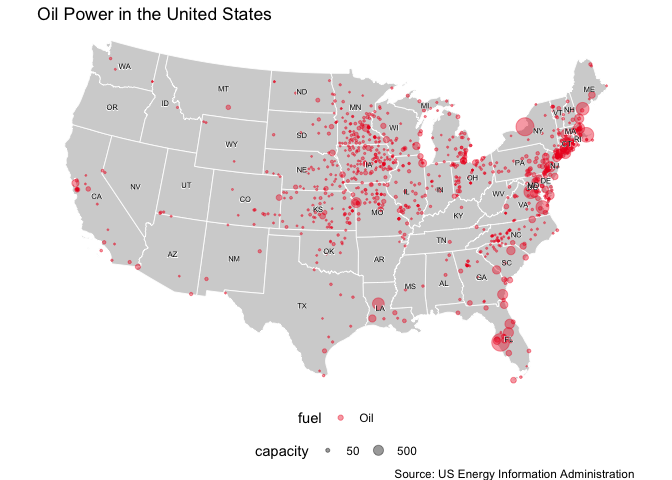 Oil Power in the United States
WA
MT
ND
ME
OR
ID
MN
VT
NH
SD
WI
MI
NY
MA
RI
WY
IA
PA
NJ
NE
OH
NV
UT
IL
IN
DE
CA
CO
WV
VA
KS
MO
KY
NC
TN
OK
AR
SC
AZ
NM
MS
AL
GA
TX
LA
FL
fuel Oil
capacity 50 500
Source: US Energy Information Administration